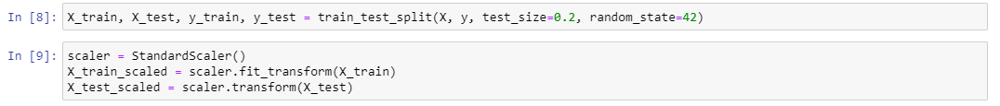 In [8]: X_train, X_test, y_train, y_test = train_test_split(X, y, test_size=0.2, random_state=42)
In [9]: scaler = StandardScaler()
X_train_scaled = scaler.fit_transform(X_train)
X_test_scaled = scaler.transform(X_test)